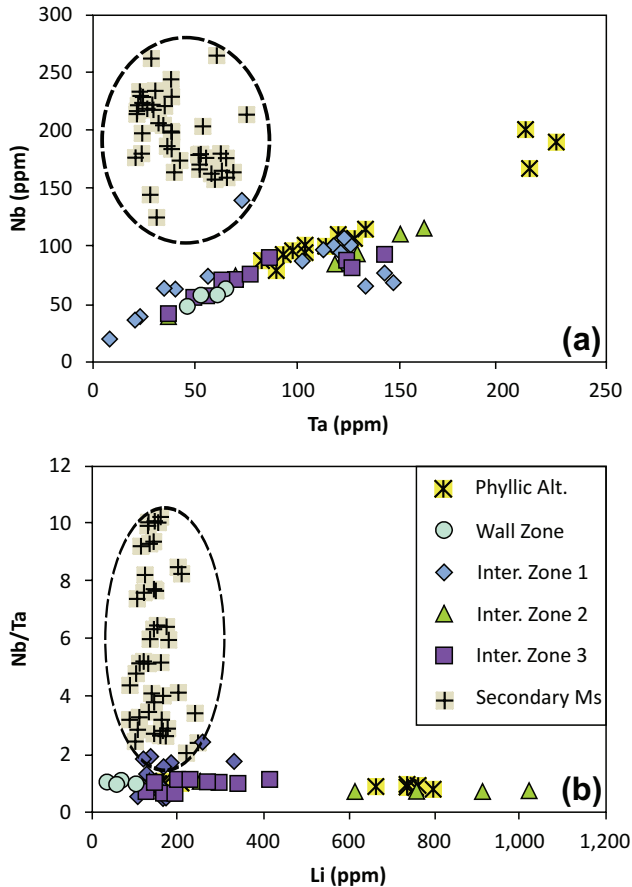 300
250
200
150
100
50
0
Nb (ppm)
0 50 100 150 200 250
Ta (ppm)
(a)
12
10
8
6
4
2
0
Nb/Ta
Phyllic Alt.
Wall Zone
Inter. Zone 1
Inter. Zone 2
Inter. Zone 3
Secondary Ms
(b)
0 200 400 600 800 1,000 1,200
Li (ppm)